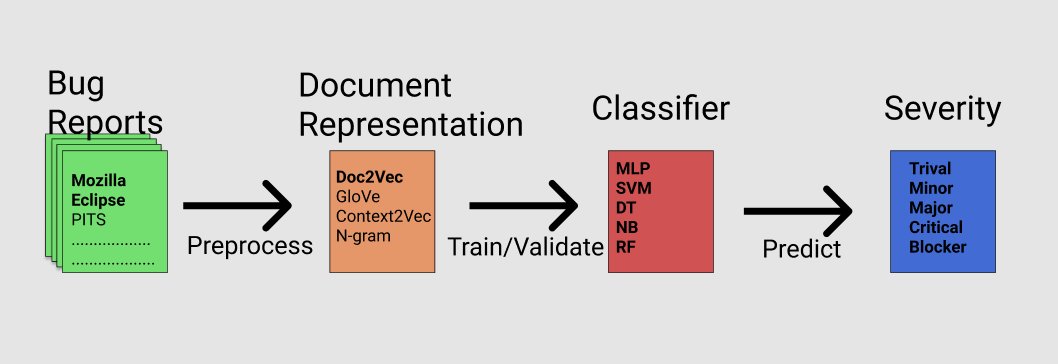 Bug
Reports
Mozilla
Eclipse
PITS
...................
....................
Preprocess
Document
Representation
Doc2Vec
GloVe
Context2Vec
N-gram
Train/Validate
Classifier
MLP
SVM
DT
NB
RF
Predict
Severity
Trival
Minor
Major
Critical
Blocker